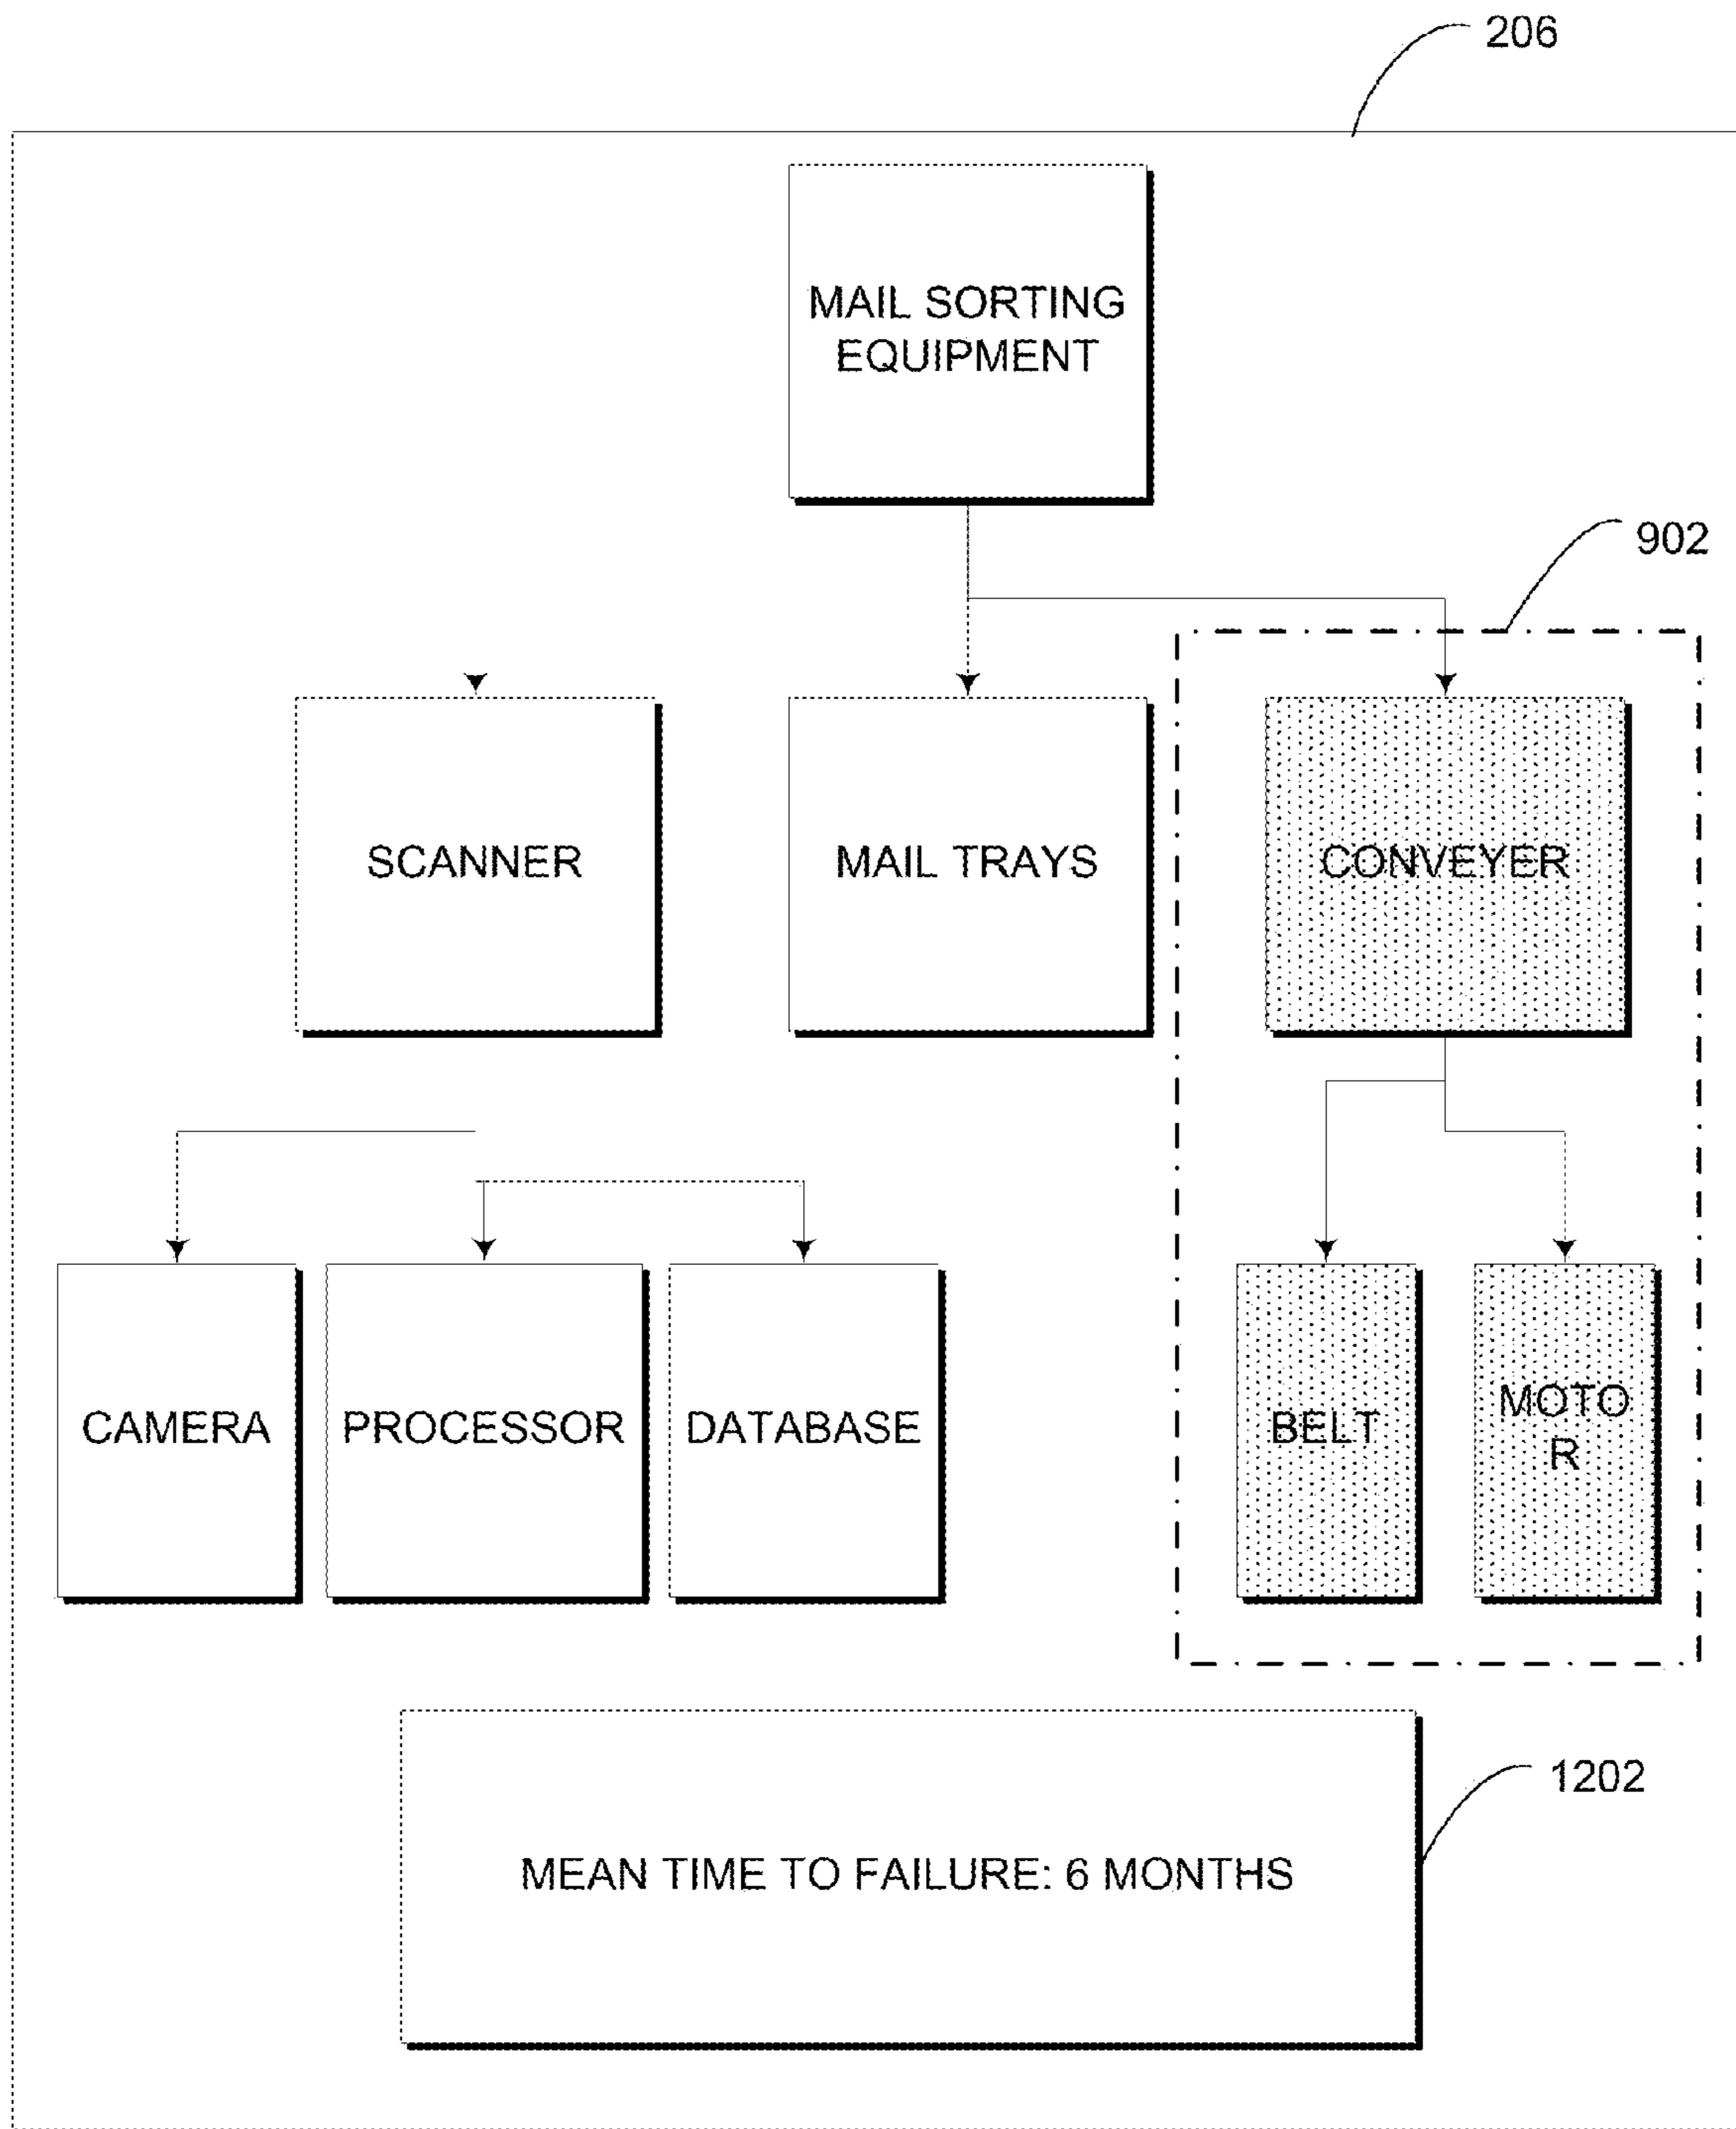 206
MAIL SORTING
EQUIPMENT
902
SCANNER
MAIL TRAYS
CONVEYER
CAMERA
PROCESSOR
DATABASE
BELT
MOTO
R
1202
MEAN TIME TO FAILURE: 6 MONTHS